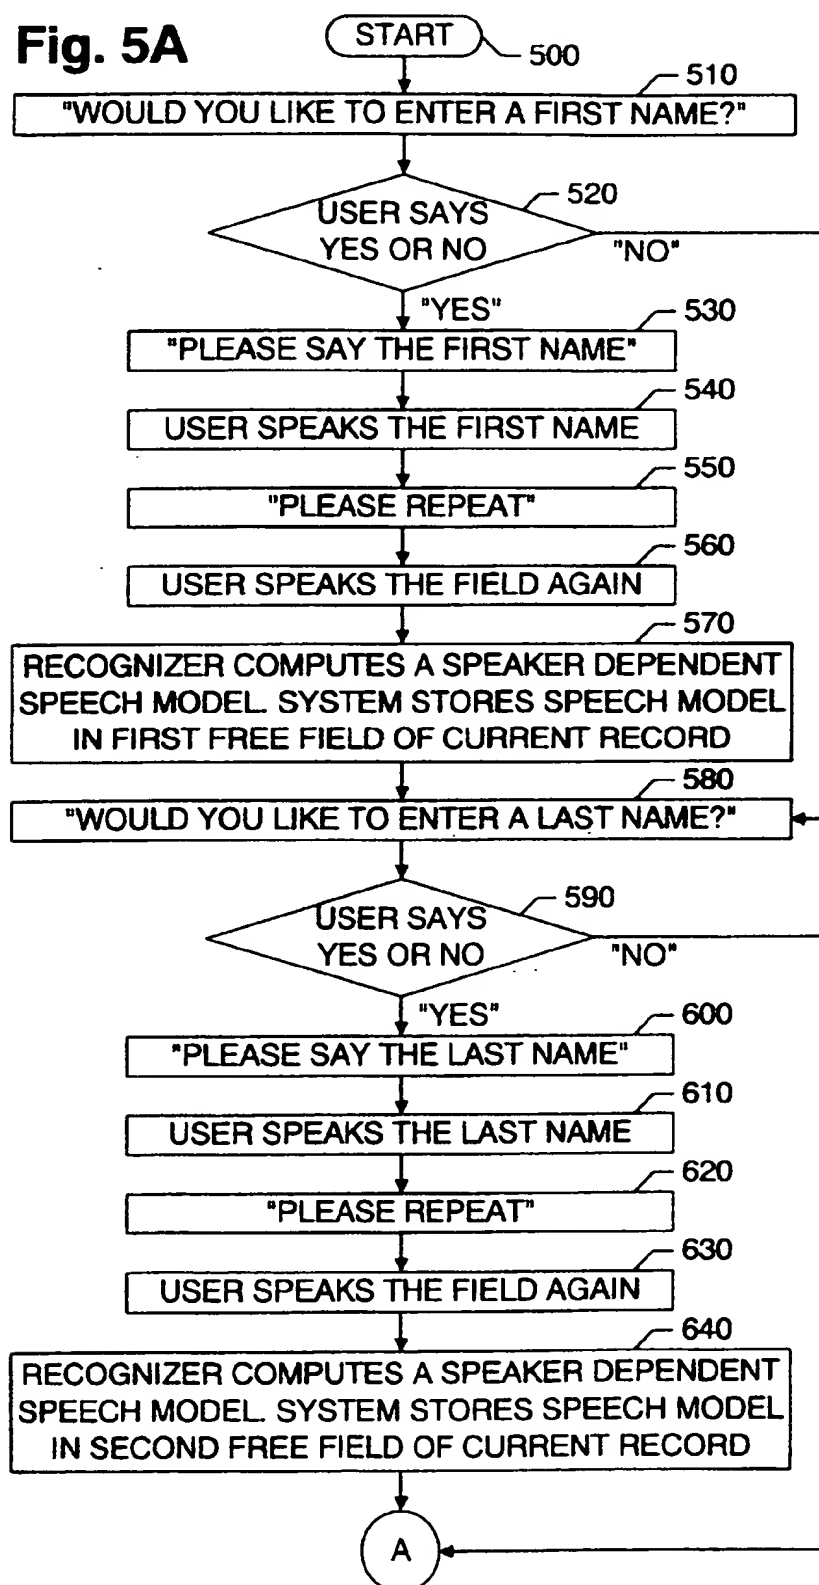 Fig. 5A
START
500
510
"WOULD YOU LIKE TO ENTER A FIRST NAME?"
520
USER SAYS
YES OR NO
"NO"
"YES"
530
"PLEASE SAY THE FIRST NAME"
540
USER SPEAKS THE FIRST NAME
550
"PLEASE REPEAT"
560
USER SPEAKS THE FIELD AGAIN
570
RECOGNIZER COMPUTES A SPEAKER DEPENDENT
SPEECH MODEL. SYSTEM STORES SPEECH MODEL
IN FIRST FREE FIELD OF CURRENT RECORD
580
"WOULD YOU LIKE TO ENTER A LAST NAME?"
590
USER SAYS
YES OR NO
"NO"
"YES"
600
"PLEASE SAY THE LAST NAME"
610
USER SPEAKS THE LAST NAME
620
"PLEASE REPEAT"
630
USER SPEAKS THE FIELD AGAIN
640
RECOGNIZER COMPUTES A SPEAKER DEPENDENT
SPEECH MODEL. SYSTEM STORES SPEECH MODEL
IN SECOND FREE FIELD OF CURRENT RECORD
A